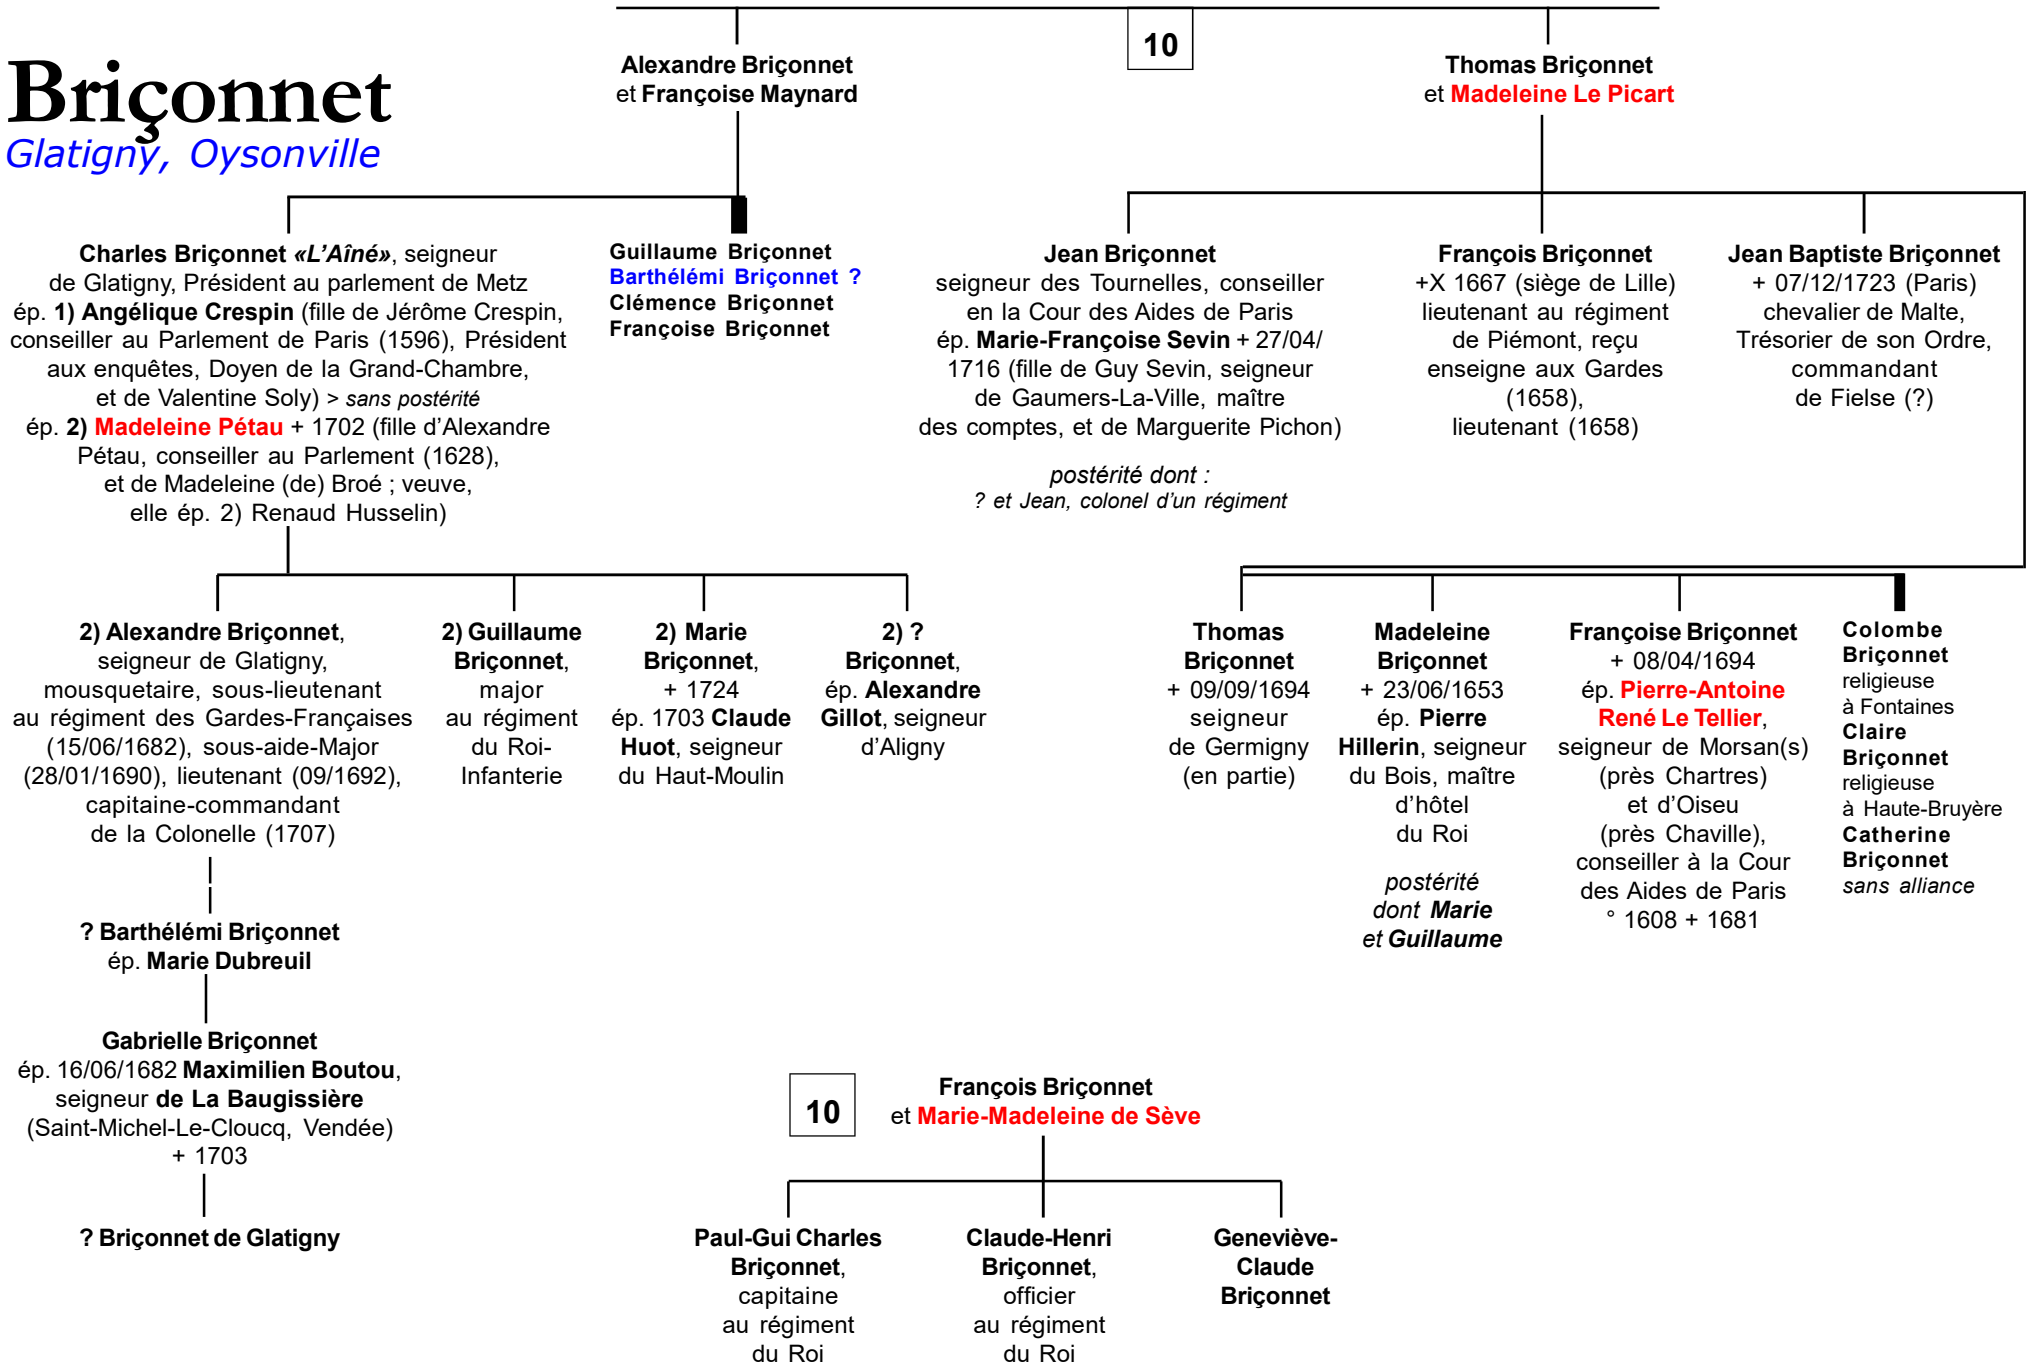 Briçonnet
Glatigny, Oysonville
10
Alexandre Briçonnet
et Françoise Maynard
Thomas Briçonnet
et Madeleine Le Picart
Charles Briçonnet «L'Aîné», seigneur
de Glatigny, Président au parlement de Metz
ép. 1) Angélique Crespin (fille de Jérôme Crespin,
conseiller au Parlement de Paris (1596), Président
aux enquêtes, Doyen de la Grand-Chambre,
et de Valentine Soly) > sans postérité
ép. 2) Madeleine Pétau + 1702 (fille d'Alexandre
Pétau, conseiller au Parlement (1628),
et de Madeleine (de) Broé ; veuve,
elle ép. 2) Renaud Husselin)
Guillaume Briçonnet
Barthélémi Briçonnet ?
Clémence Briçonnet
Françoise Briçonnet
Jean Briçonnet
seigneur des Tournelles, conseiller
en la Cour des Aides de Paris
ép. Marie-Françoise Sevin + 27/04/
1716 (fille de Guy Sevin, seigneur
de Gaumers-La-Ville, maître
des comptes, et de Marguerite Pichon)
postérité dont :
? et Jean, colonel d'un régiment
François Briçonnet
+X 1667 (siège de Lille)
lieutenant au régiment
de Piémont, reçu
enseigne aux Gardes
(1658),
lieutenant (1658)
Jean Baptiste Briçonnet
+ 07/12/1723 (Paris)
chevalier de Malte,
Trésorier de son Ordre,
commandant
de Fielse (?)
2) Alexandre Briçonnet,
seigneur de Glatigny,
mousquetaire, sous-lieutenant
au régiment des Gardes-Françaises
(15/06/1682), sous-aide-Major
(28/01/1690), lieutenant (09/1692),
capitaine-commandant
de la Colonelle (1707)
2) Guillaume
Briçonnet,
major
au régiment
du Roi-
Infanterie
2) Marie
Briçonnet,
+ 1724
ép. 1703 Claude
Huot, seigneur
du Haut-Moulin
2) ?
Briçonnet,
ép. Alexandre
Gillot, seigneur
d'Aligny
Thomas
Briçonnet
+ 09/09/1694
seigneur
de Germigny
(en partie)
Madeleine
Briçonnet
+ 23/06/1653
ép. Pierre
Hillerin, seigneur
du Bois, maître
d'hôtel
du Roi
postérité
dont Marie
et Guillaume
Françoise Briçonnet
+ 08/04/1694
ép. Pierre-Antoine
René Le Tellier,
seigneur de Morsan(s)
(près Chartres)
et d'Oiseu
(près Chaville),
conseiller à la Cour
des Aides de Paris
° 1608 + 1681
Colombe
Briçonnet
religieuse
à Fontaines
Claire
Briçonnet
religieuse
à Haute-Bruyère
Catherine
Briçonnet
sans alliance
? Barthélémi Briçonnet
ép. Marie Dubreuil
Gabrielle Briçonnet
ép. 16/06/1682 Maximilien Boutou,
seigneur de La Baugissière
(Saint-Michel-Le-Cloucq, Vendée)
+ 1703
? Briçonnet de Glatigny
10
François Briçonnet
et Marie-Madeleine de Sève
Paul-Gui Charles
Briçonnet,
capitaine
au régiment
du Roi
Claude-Henri
Briçonnet,
officier
au régiment
du Roi
Geneviève-
Claude
Briçonnet